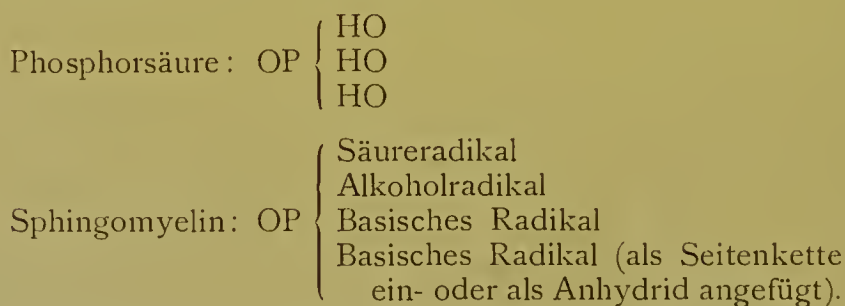 HO
Phosphorsäure: OP { HO
HO
Säureradikal
Alkoholradikal
Sphingomyelin: OP { Basisches Radikal
Basisches Radikal (als Seitenkette
ein- oder als Anhydrid angefügt).